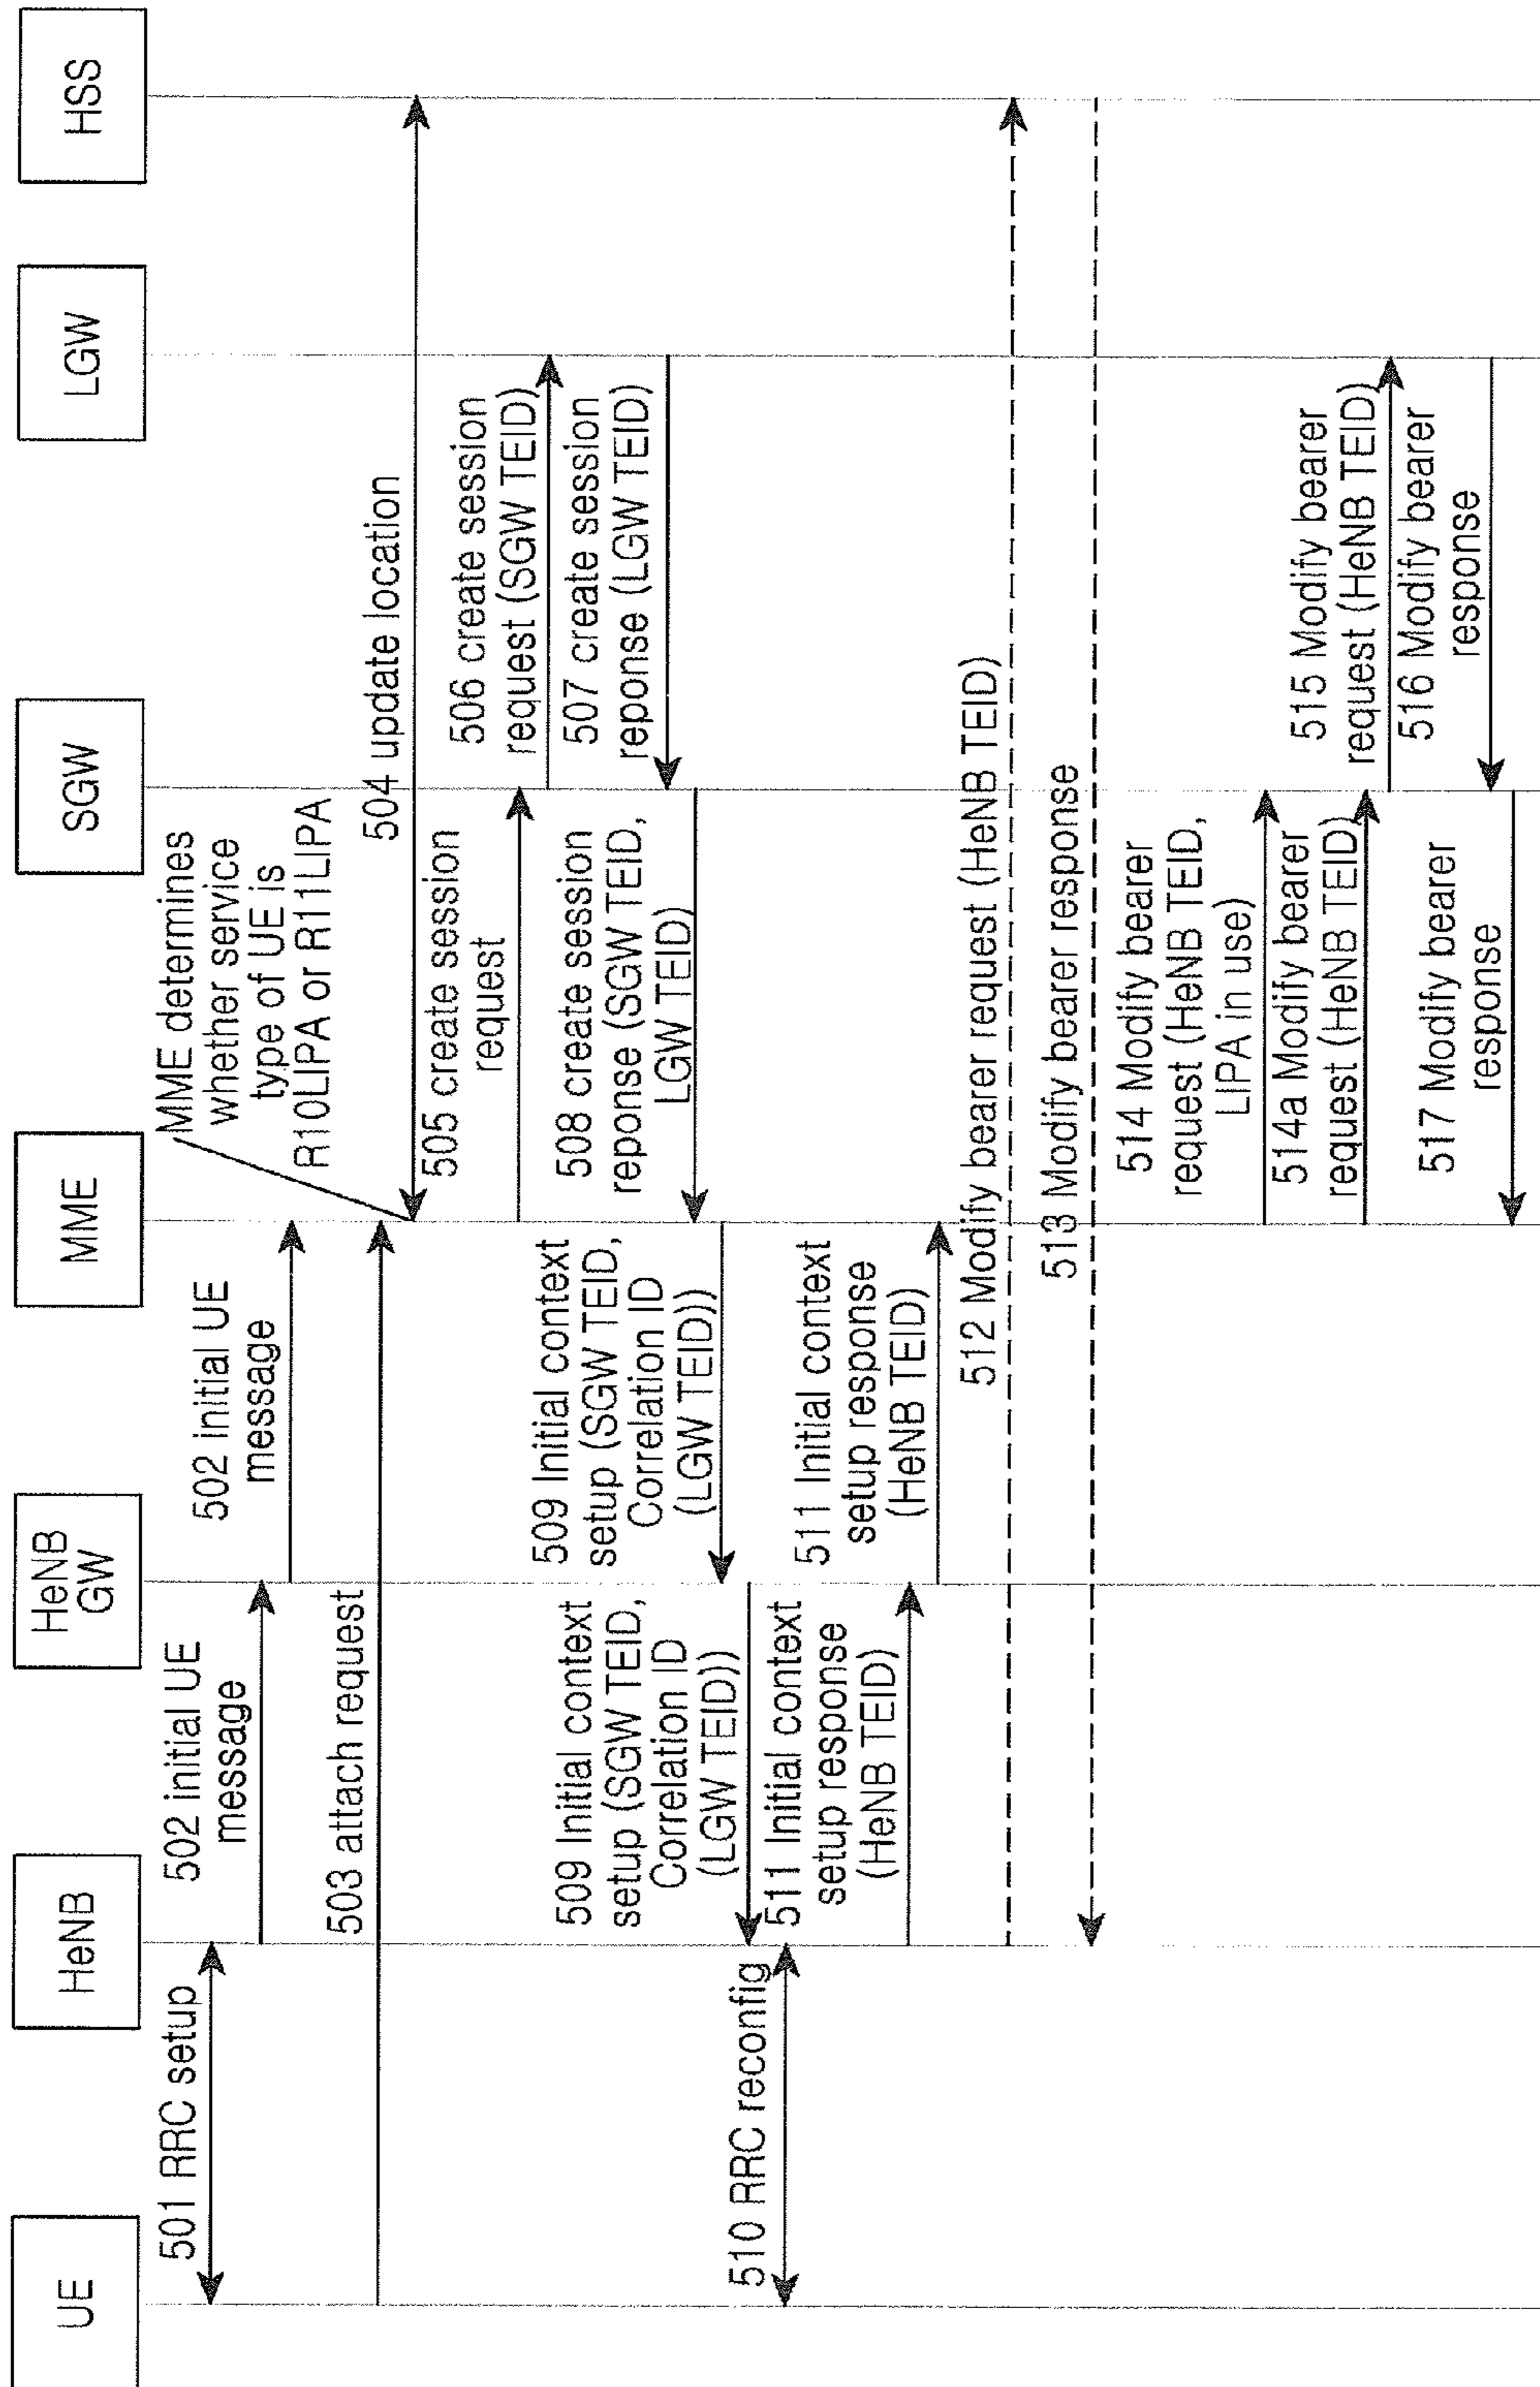 UE
HeNB
HeNB
GW
MME
SGW
LGW
HSS
501 RRC setup
502 initial UE
message
502 initial UE
message
503 attach request
MME determines
whether service
type of UE is
R10LIPA or R11LIPA
504 update location
505 create session
request
506 create session
request (SGW TEID)
507 create session
reponse (LGW TEID)
508 create session
reponse (SGW TEID,
LGW TEID)
509 Initial context
setup (SGW TEID,
Correlation ID
(LGW TEID))
509 Initial context
setup (SGW TEID,
Correlation ID
(LGW TEID))
510 RRC reconfig
511 Initial context
setup response
(HeNB TEID)
511 Initial context
setup response
(HeNB TEID)
512 Modify bearer request (HeNB TEID)
513 Modify bearer response
514 Modify bearer
request (HeNB TEID,
LIPA in use)
514a Modify bearer
request (HeNB TEID)
515 Modify bearer
request (HeNB TEID)
516 Modify bearer
response
517 Modify bearer
response